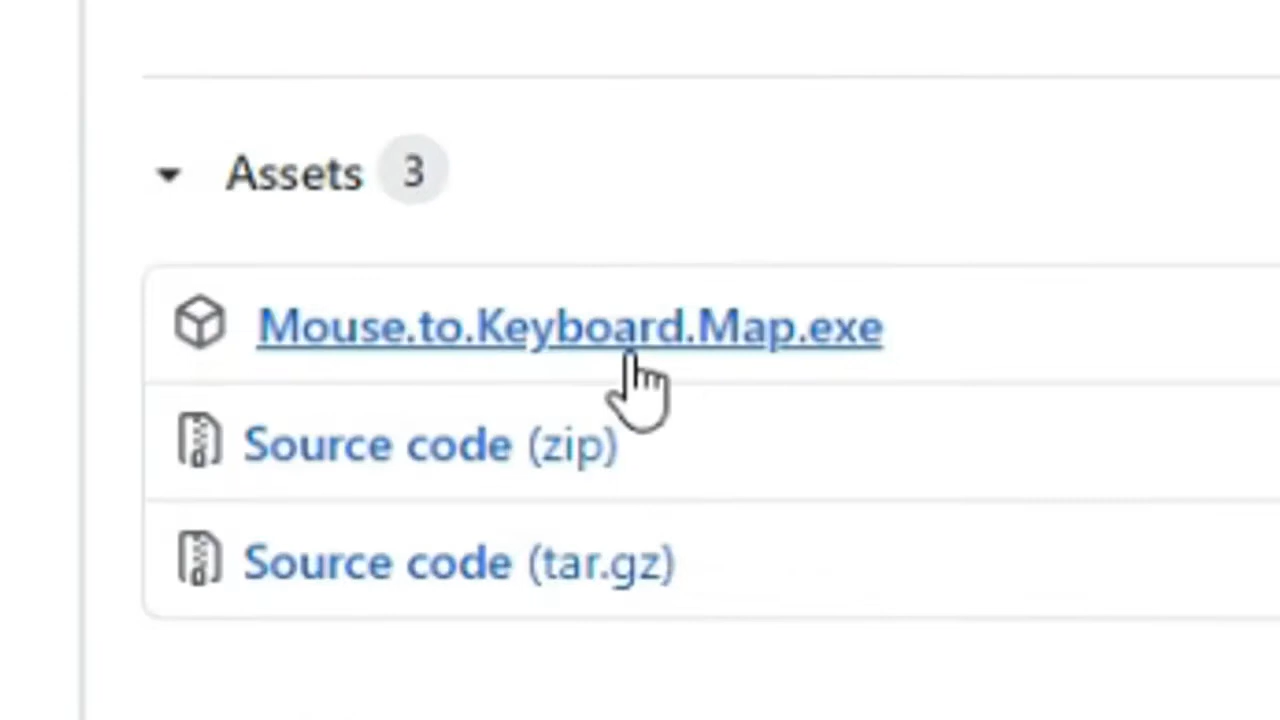 Assets 3
Mouse.to.Keyboard.Map.exe
Source code (zip)
Source code (tar.gz)